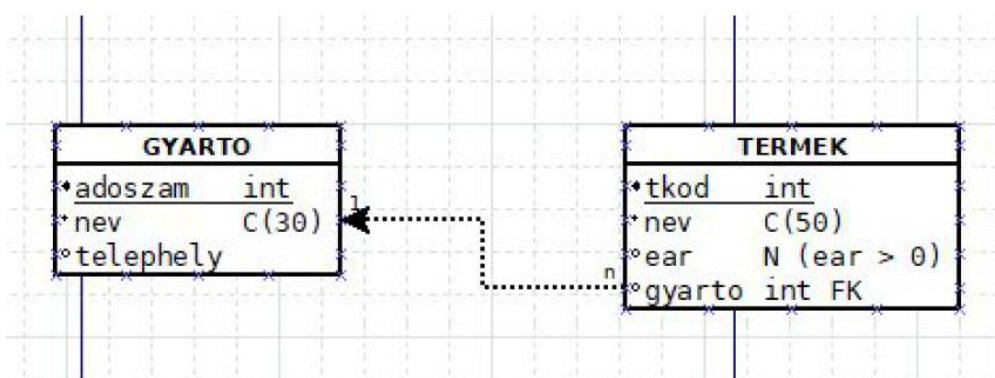 GYARTO
adoszam int
nev C(30)
telephely
1
n
TERMEK
tkod int
nev C(50)
ear N (ear > 0)
gyarto int FK